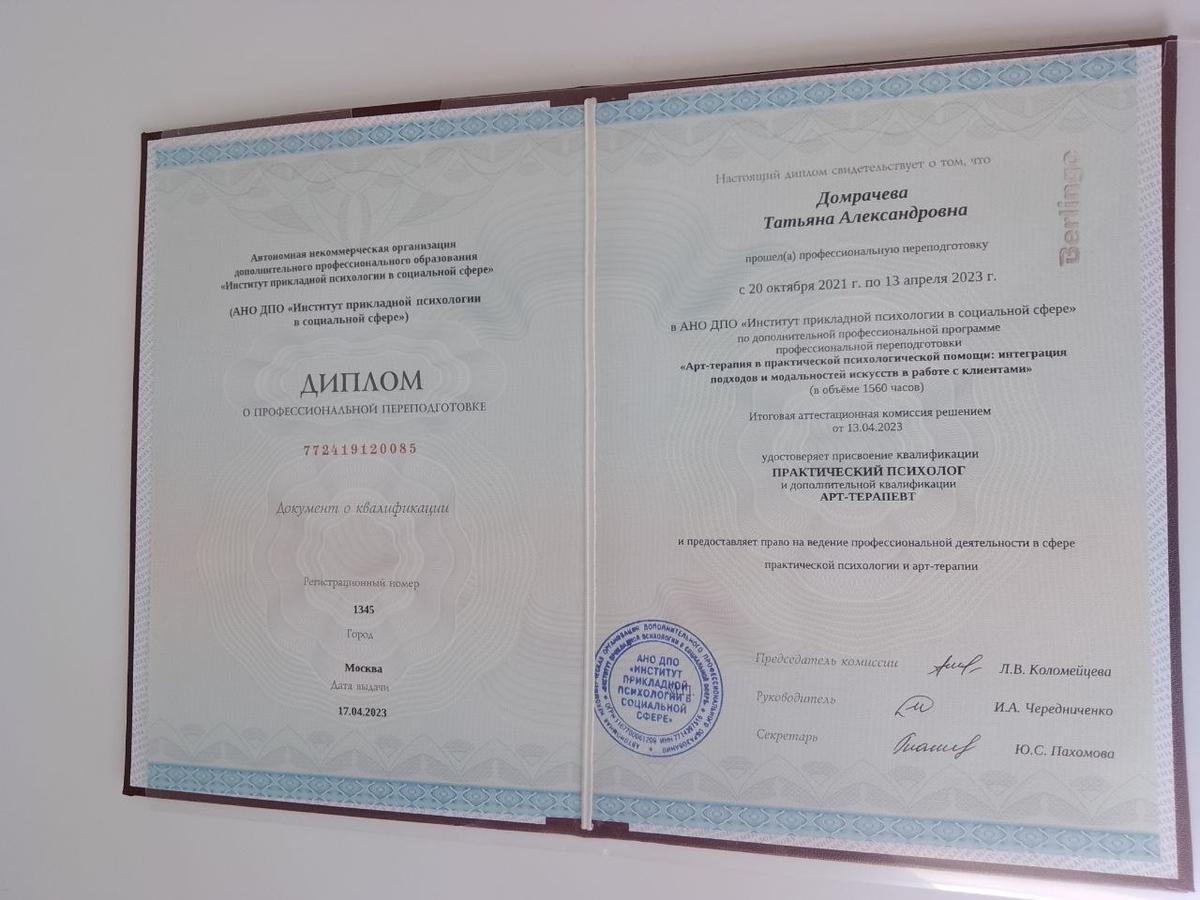 Автономная некоммерческая организация
дополнительного профессионального образования
«Институт прикладной психологии в социальной сфере»
(АНО ДПО «Институт прикладной психологии
в социальной сфере»)
ДИПЛОМ
О ПРОФЕССИОНАЛЬНОЙ ПЕРЕПОДГОТОВКЕ
772419120085
Документ о квалификации
Регистрационный номер
1345
Город
Москва
Дата выдачи
17.04.2023
Настоящий диплом свидетельствует о том, что
Домрачева
Татьяна Александровна
прошел(а) профессиональную переподготовку
с 20 октября 2021 г. по 13 апреля 2023 г.
в АНО ДПО «Институт прикладной психологии в социальной сфере»
по дополнительной профессиональной программе
профессиональной переподготовки
«Арт-терапия в практической психологической помощи: интеграция
подходов и модальностей искусств в работе с клиентами»
(в объёме 1560 часов)
Итоговая аттестационная комиссия решением
от 13.04.2023
удостоверяет присвоение квалификации
ПРАКТИЧЕСКИЙ ПСИХОЛОГ
и дополнительной квалификации
АРТ-ТЕРАПЕВТ
и предоставляет право на ведение профессиональной деятельности в сфере
практической психологии и арт-терапии
Председатель комиссии Л.В. Коломейцева
Руководитель И.А. Чередниченко
Секретарь Ю.С. Пахомова
АНО ДПО
«ИНСТИТУТ
ПРИКЛАДНОЙ
ПСИХОЛОГИИ В
СОЦИАЛЬНОЙ
СФЕРЕ»
Berlingo